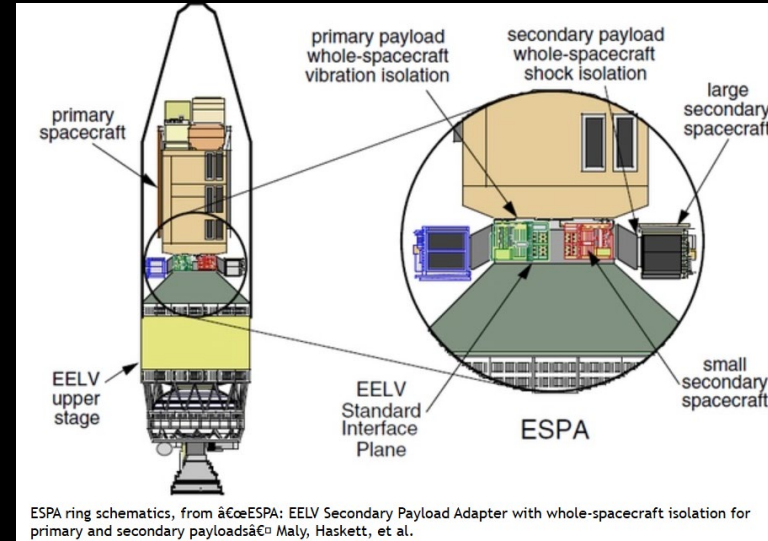 primary payload
whole-spacecraft
vibration isolation
secondary payload
whole-spacecraft
shock isolation
large
secondary
spacecraft
primary
spacecraft
EELV
upper
stage
EELV
Standard
Interface
Plane
ESPA
small
secondary
spacecraft
ESPA ring schematics, from â€œESPA: EELV Secondary Payload Adapter with whole-spacecraft isolation for
primary and secondary payloadsâ€¤ Maly, Haskett, et al.